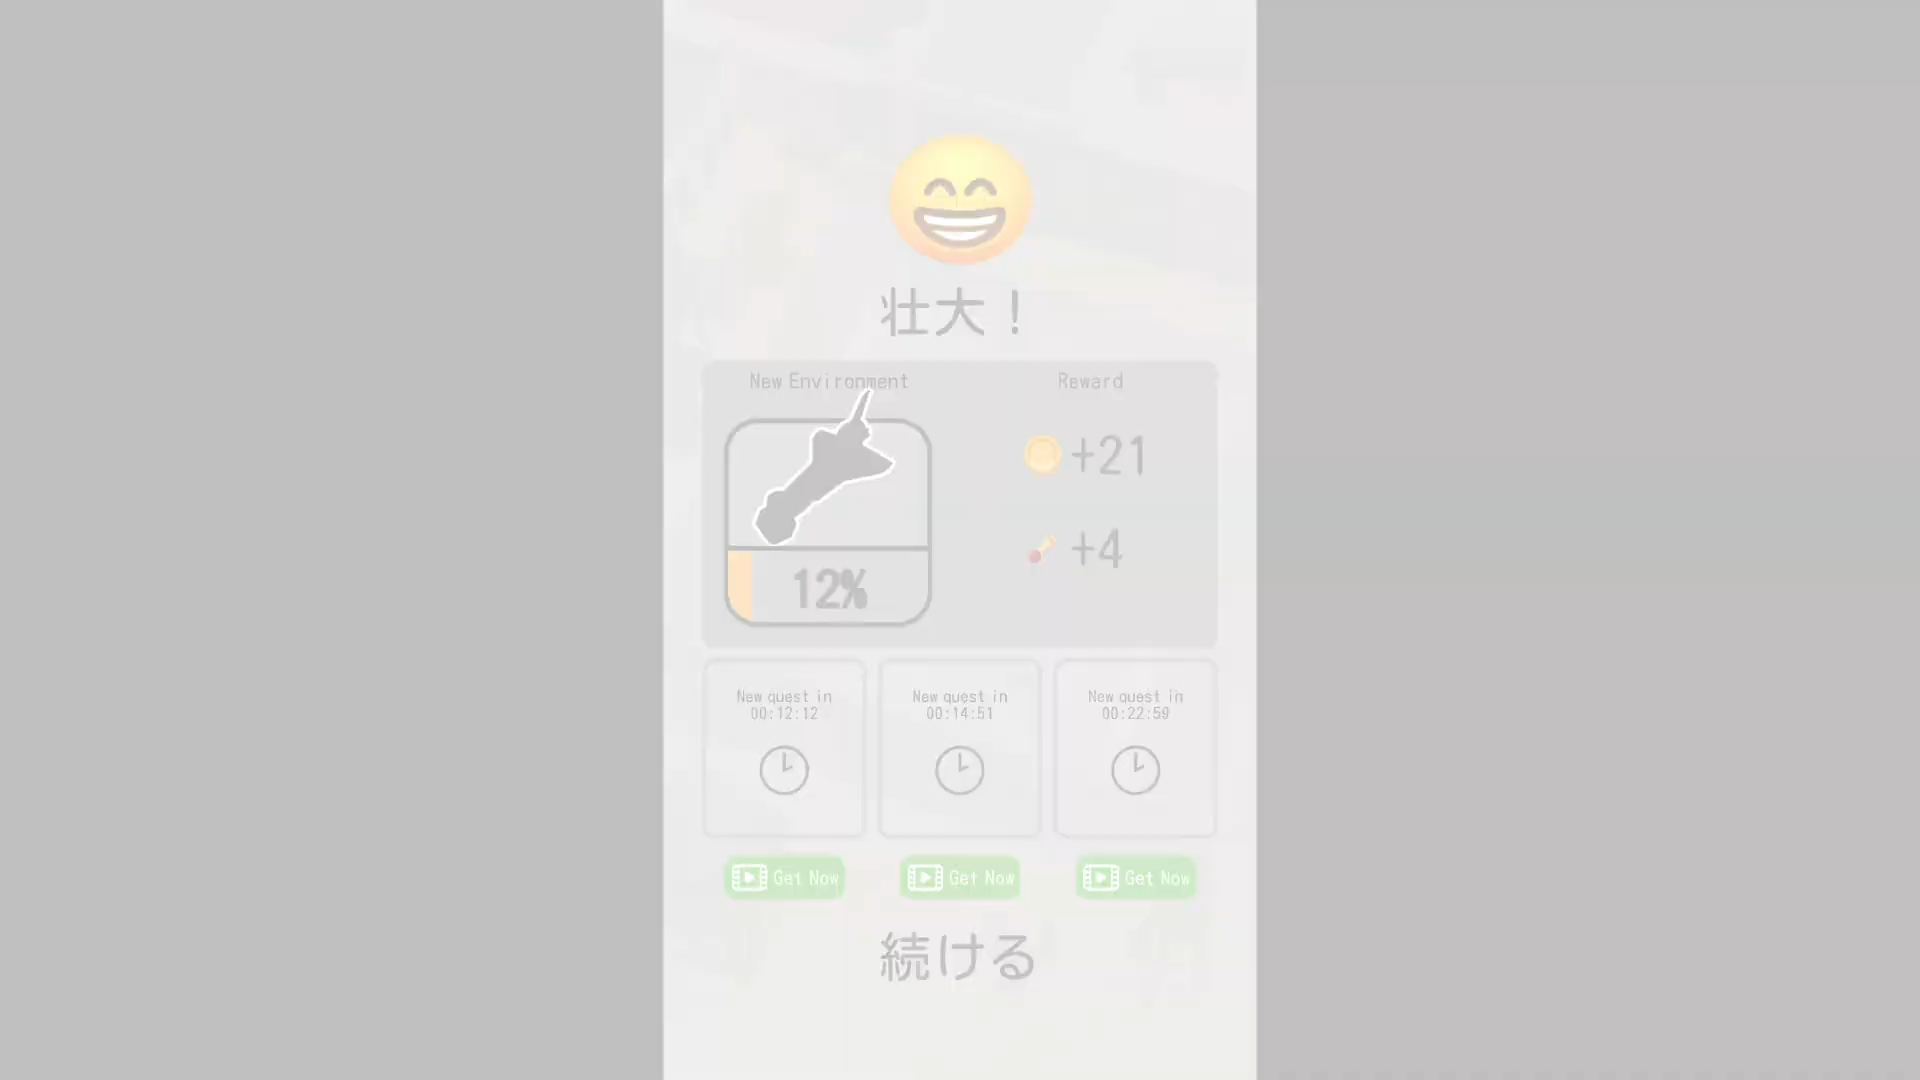 壮大！
New Environment
Reward
+21
+4
12%
New quest in
00:12:12
New quest in
00:14:51
New quest in
00:22:59
Get Now
Get Now
Get Now
続ける